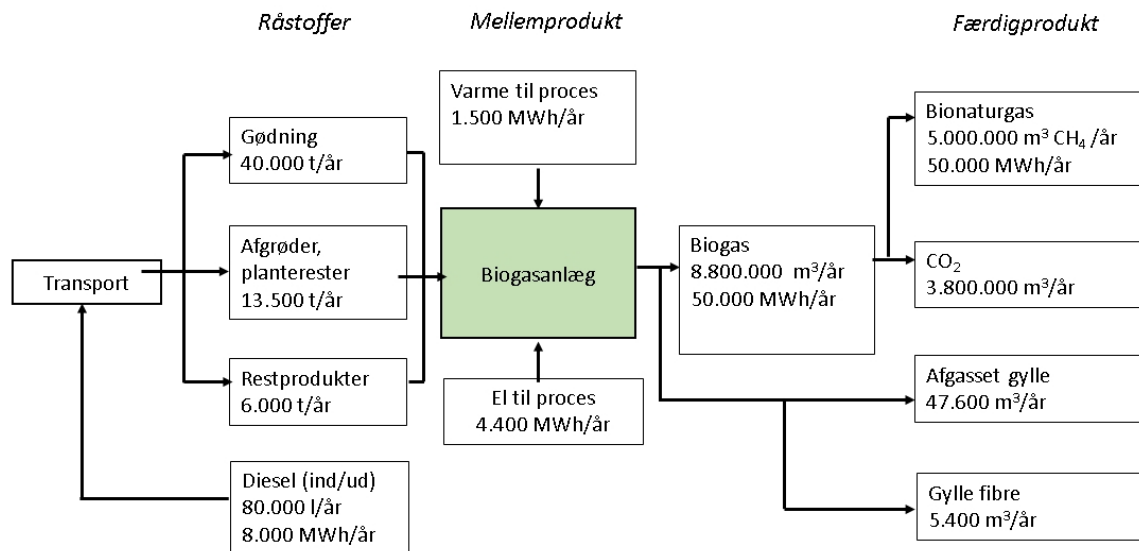 Råstoffer
Mellemprodukt
Færdigprodukt
Transport
Gødning
40.000 t/år
Afgrøder,
planterester
13.500 t/år
Restprodukter
6.000 t/år
Diesel (ind/ud)
80.000 l/år
8.000 MWh/år
Varme til proces
1.500 MWh/år
Biogasanlæg
El til proces
4.400 MWh/år
Biogas
8.800.000 m³/år
50.000 MWh/år
Bionaturgas
5.000.000 m³ CH₄ /år
50.000 MWh/år
CO₂
3.800.000 m³/år
Afgasset gylle
47.600 m³/år
Gylle fibre
5.400 m³/år